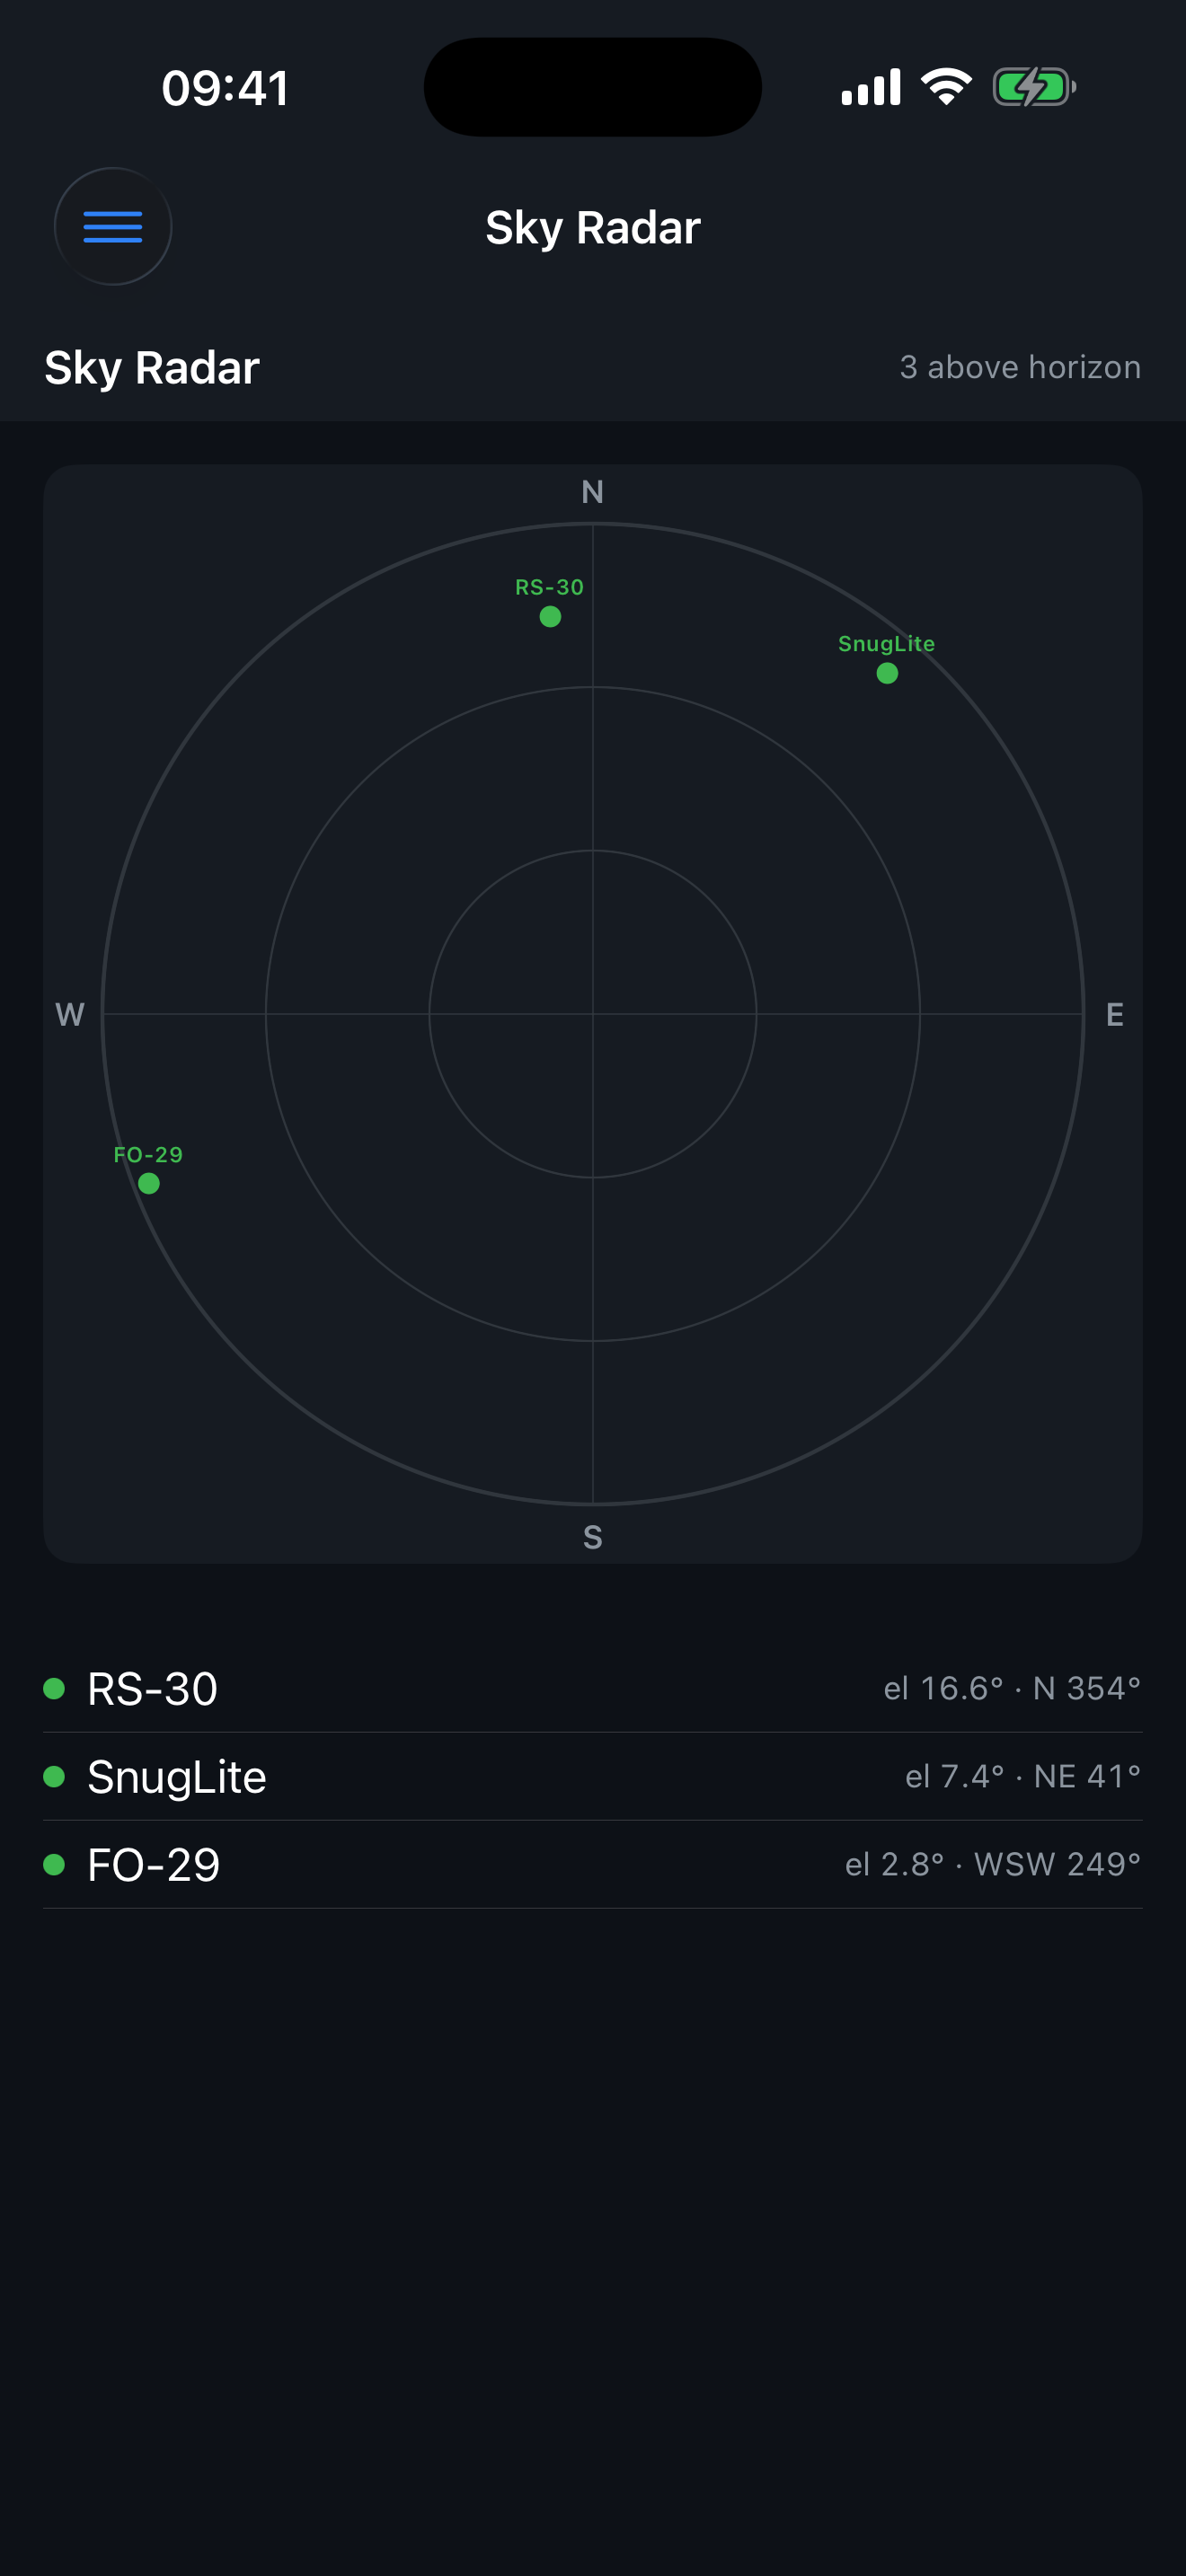 09:41
Sky Radar
Sky Radar
3 above horizon
N
RS-30
SnugLite
W
E
FO-29
S
RS-30
el 16.6° · N 354°
SnugLite
el 7.4° · NE 41°
FO-29
el 2.8° · WSW 249°